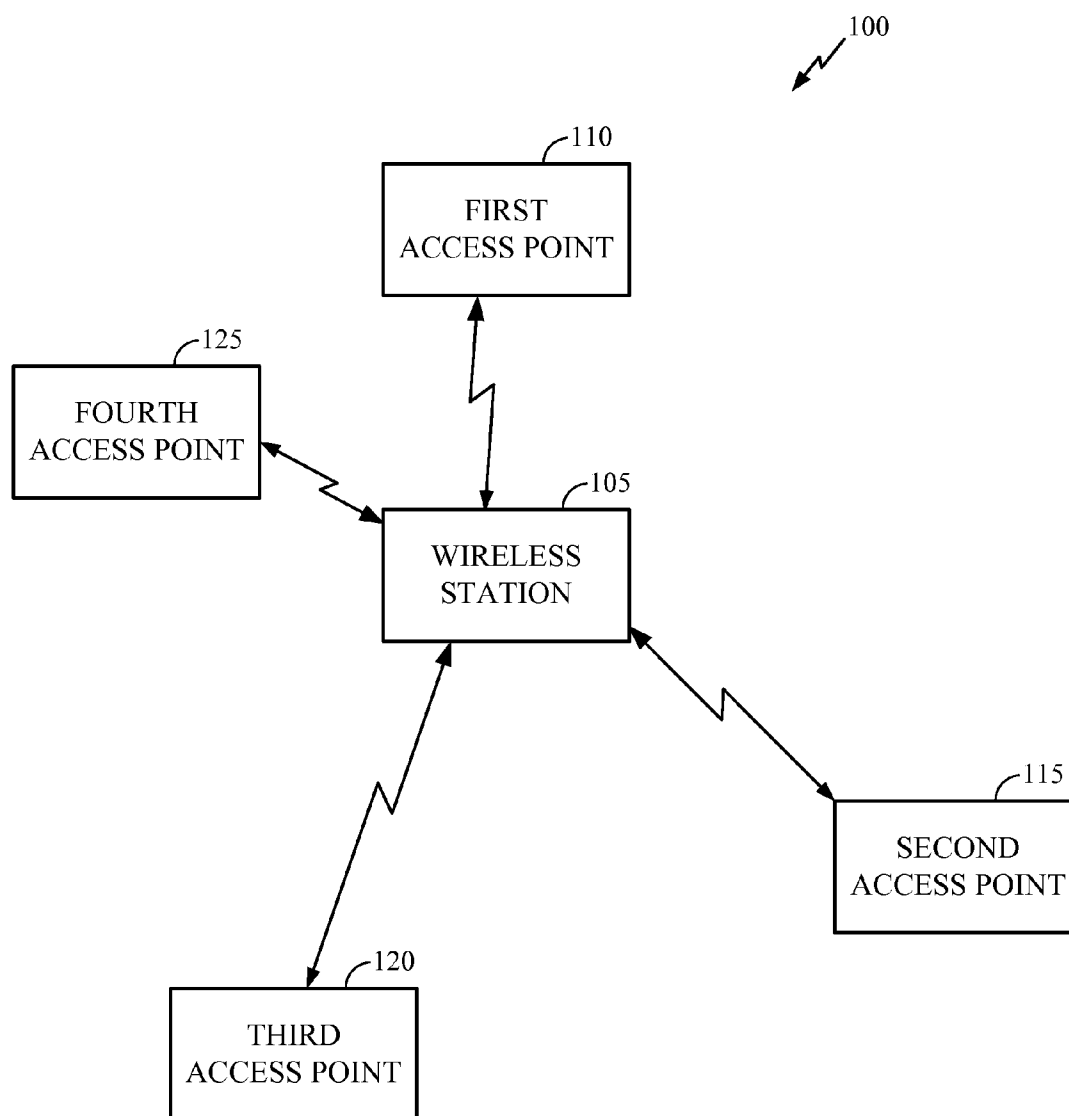 100
110
FIRST
ACCESS POINT
125
FOURTH
ACCESS POINT
105
WIRELESS
STATION
115
SECOND
ACCESS POINT
120
THIRD
ACCESS POINT